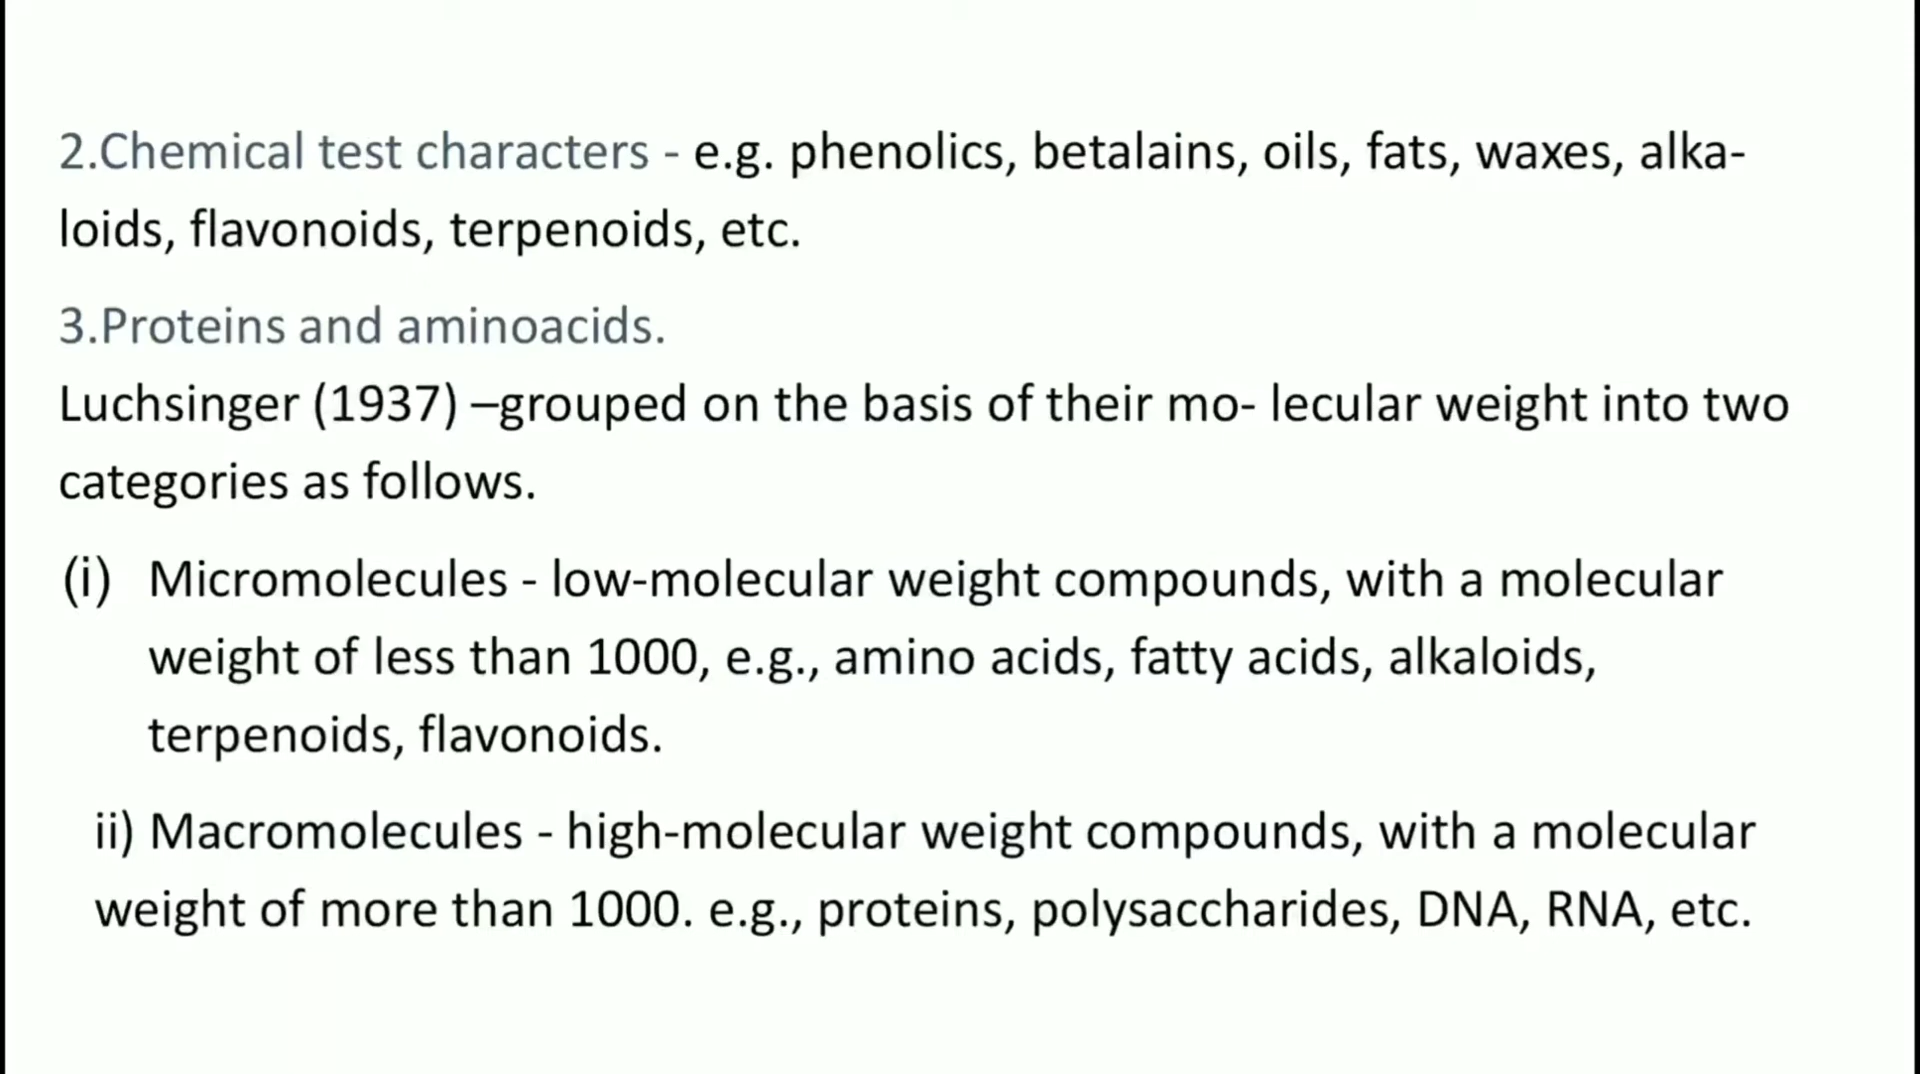 2.Chemical test characters - e.g. phenolics, betalains, oils, fats, waxes, alka-
loids, flavonoids, terpenoids, etc.
3.Proteins and aminoacids.
Luchsinger (1937) –grouped on the basis of their mo- lecular weight into two
categories as follows.
(i) Micromolecules - low-molecular weight compounds, with a molecular
weight of less than 1000, e.g., amino acids, fatty acids, alkaloids,
terpenoids, flavonoids.
ii) Macromolecules - high-molecular weight compounds, with a molecular
weight of more than 1000. e.g., proteins, polysaccharides, DNA, RNA, etc.